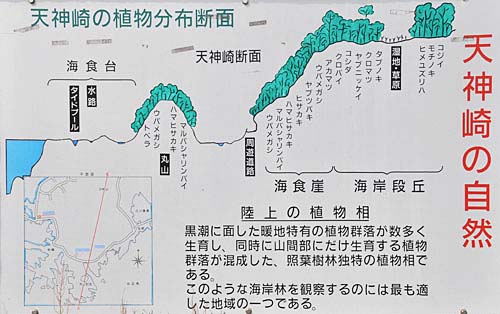 天神崎の植物分布断面
天神崎の自然
天神崎断面
海食台
水路
タイドプール
トベラ
ウバメガシ
ハマヒサカキ
マルバシャリンバイ
丸山
周遊道路
ウバメガシ
マルバシャリンバイ
ハマヒサカキ
ヒサカキ
ヤブツバキ
ウバメガシ
アカマツ
コシダ
クロバイ
ヤブニッケイ
クロマツ
タブノキ
湿地・草原
ヒメユズリハ
モチノキ
コジイ
海食崖
海岸段丘
陸上の植物相
黒潮に面した暖地特有の植物群落が数多く
生育し、同時に山間部にだけ生育する植物
群落が混成した、照葉樹林独特の植物相で
ある。
このような海岸林を観察するのには最も適
した地域の一つである。